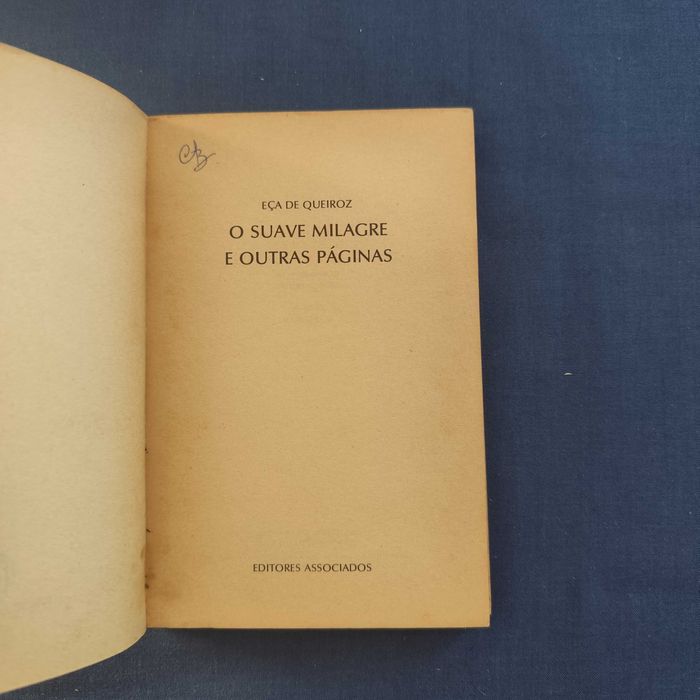 EÇA DE QUEIROZ
O SUAVE MILAGRE
E OUTRAS PÁGINAS
EDITORES ASSOCIADOS